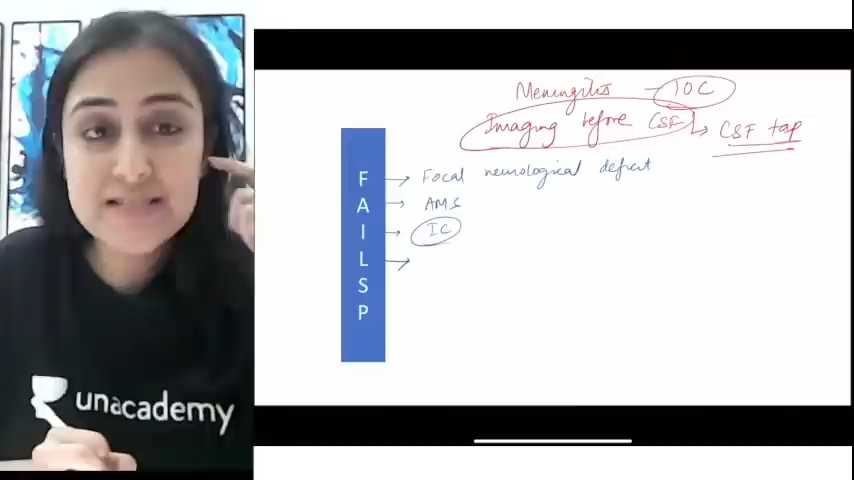 Meningitis - IOC
Imaging before CSF → CSF tap
F → Focal neurological deficit
A → AMS
I → IC
L →
S
P
unacademy